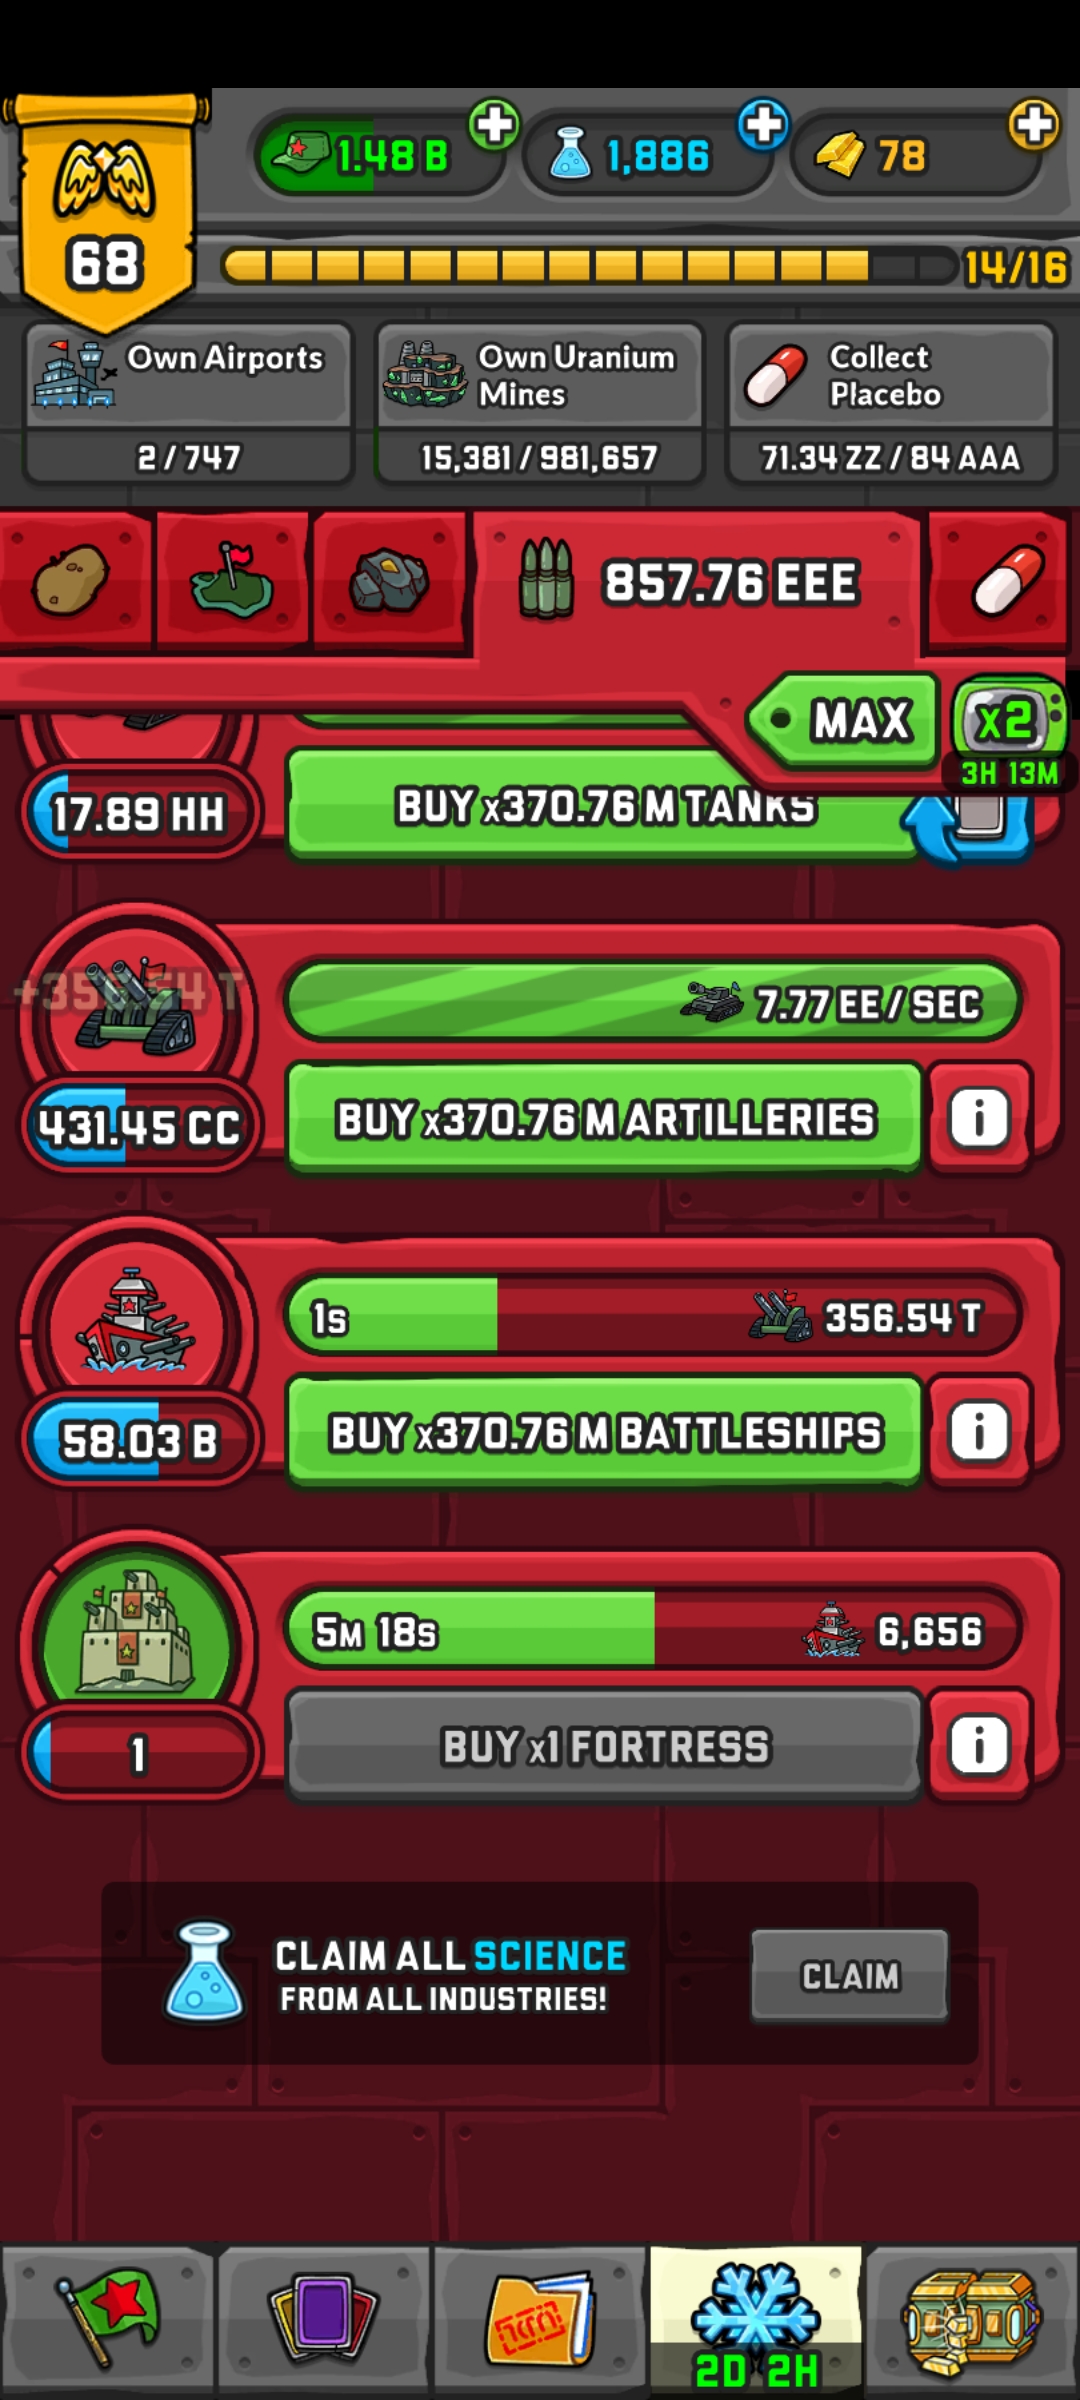 1.48 B
1,886
78
68
14/16
Own Airports
2 / 747
Own Uranium
Mines
15,381 / 981,657
Collect
Placebo
71.34 ZZ / 84 AAA
857.76 EEE
MAX
x2
3H 13M
17.89 HH
BUY x370.76 M TANKS
+356.54 T
7.77 EE / SEC
431.45 CC
BUY x370.76 M ARTILLERIES
i
1s
356.54 T
58.03 B
BUY x370.76 M BATTLESHIPS
i
5M 18s
6,656
1
BUY x1 FORTRESS
i
CLAIM ALL SCIENCE
FROM ALL INDUSTRIES!
CLAIM
2D 2H